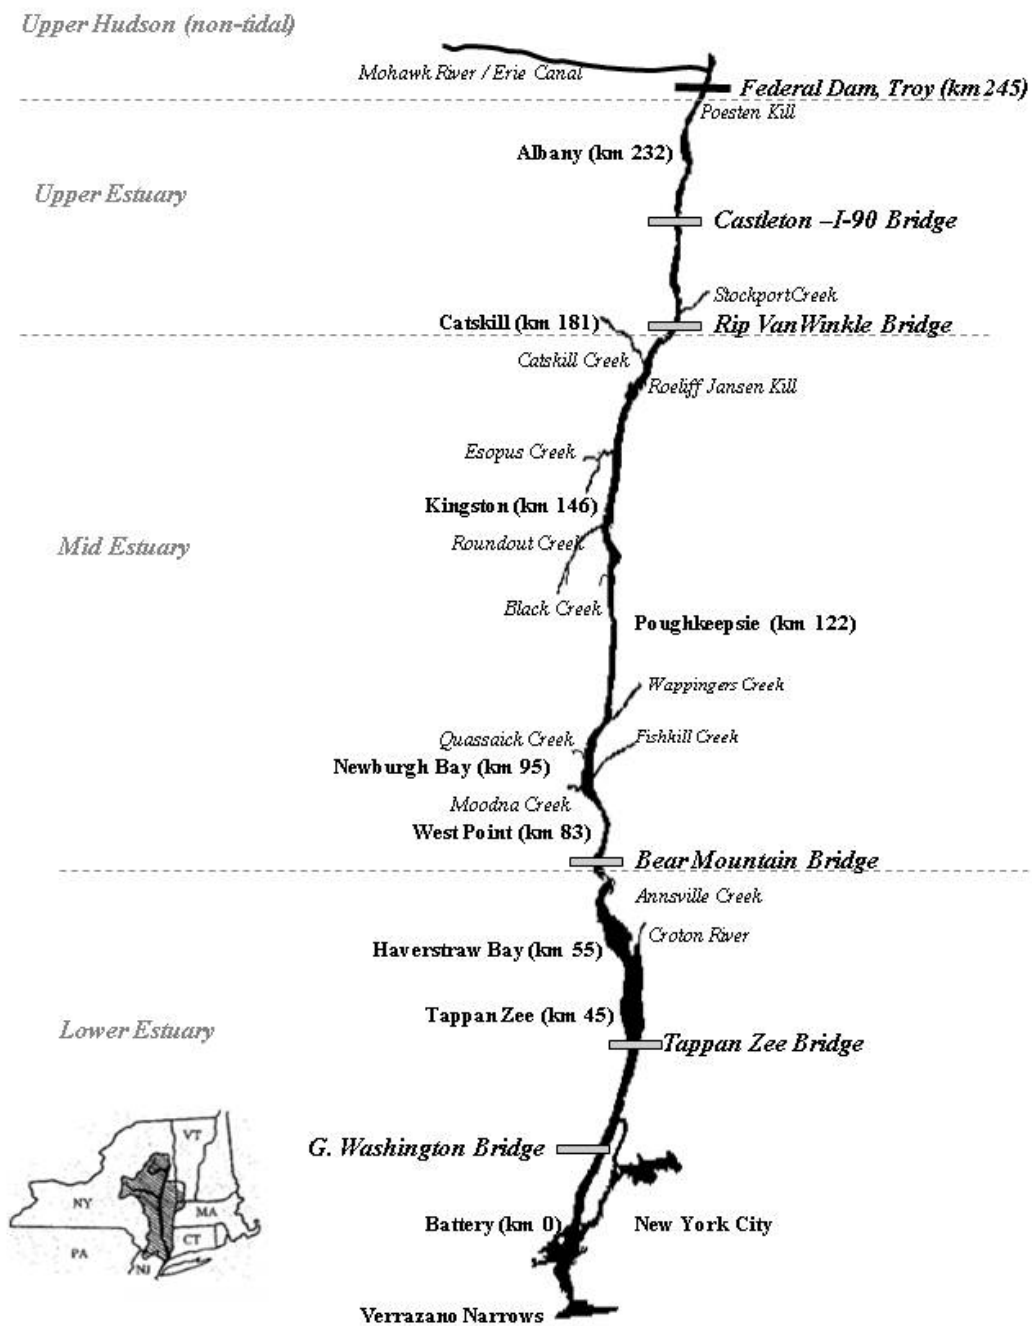 Upper Hudson (non-tidal)
Mohawk River / Erie Canal
Federal Dam, Troy (km 245)
Poesten Kill
Albany (km 232)
Upper Estuary
Castleton –I-90 Bridge
Stockport Creek
Catskill (km 181)
Rip Van Winkle Bridge
Catskill Creek
Roeliff Jansen Kill
Esopus Creek
Kingston (km 146)
Roundout Creek
Mid Estuary
Black Creek
Poughkeepsie (km 122)
Wappingers Creek
Quassaick Creek
Fishkill Creek
Newburgh Bay (km 95)
Moodna Creek
West Point (km 83)
Bear Mountain Bridge
Annsville Creek
Croton River
Haverstraw Bay (km 55)
Tappan Zee (km 45)
Lower Estuary
Tappan Zee Bridge
VT
G. Washington Bridge
NY
MA
Battery (km 0)
New York City
CT
PA
NJ
Verrazano Narrows